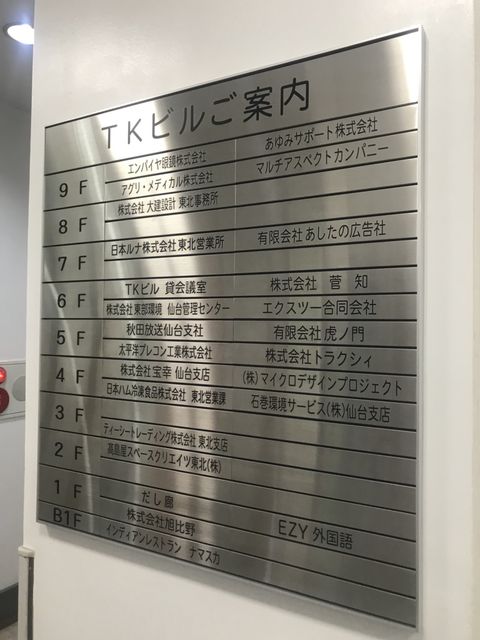 TKビルご案内
エンパイヤ眼鏡株式会社 あゆみサポート株式会社
9F アグリ・メディカル株式会社 マルチアスペクトカンパニー
株式会社 大建設計 東北事務所
8F
7F 日本ルナ株式会社 東北営業所 有限会社 あしたの広告社
TKビル 貸会議室 株式会社 菅 知
6F 株式会社 東部環境 仙台管理センター エクスツー合同会社
秋田放送仙台支社 有限会社 虎ノ門
5F 太平洋プレコン工業株式会社 株式会社トラクシィ
株式会社 宝幸 仙台支店 (株)マイクロデザインプロジェクト
4F 日本ハム冷凍食品株式会社 東北営業課 石巻環境サービス(株)仙台支店
3F
ティーシートレーディング株式会社 東北支店
2F 髙島屋スペースクリエイツ東北(株)
1F だし廊
株式会社旭比野 EZY 外国語
B1F インディアンレストラン ナマスカ